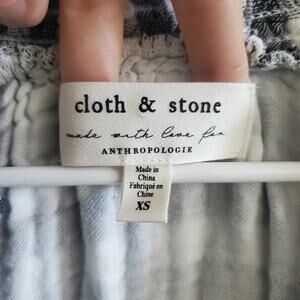 cloth & stone
made with love for
ANTHROPOLOGIE
Made in
China
Fabriqué en
Chine
XS